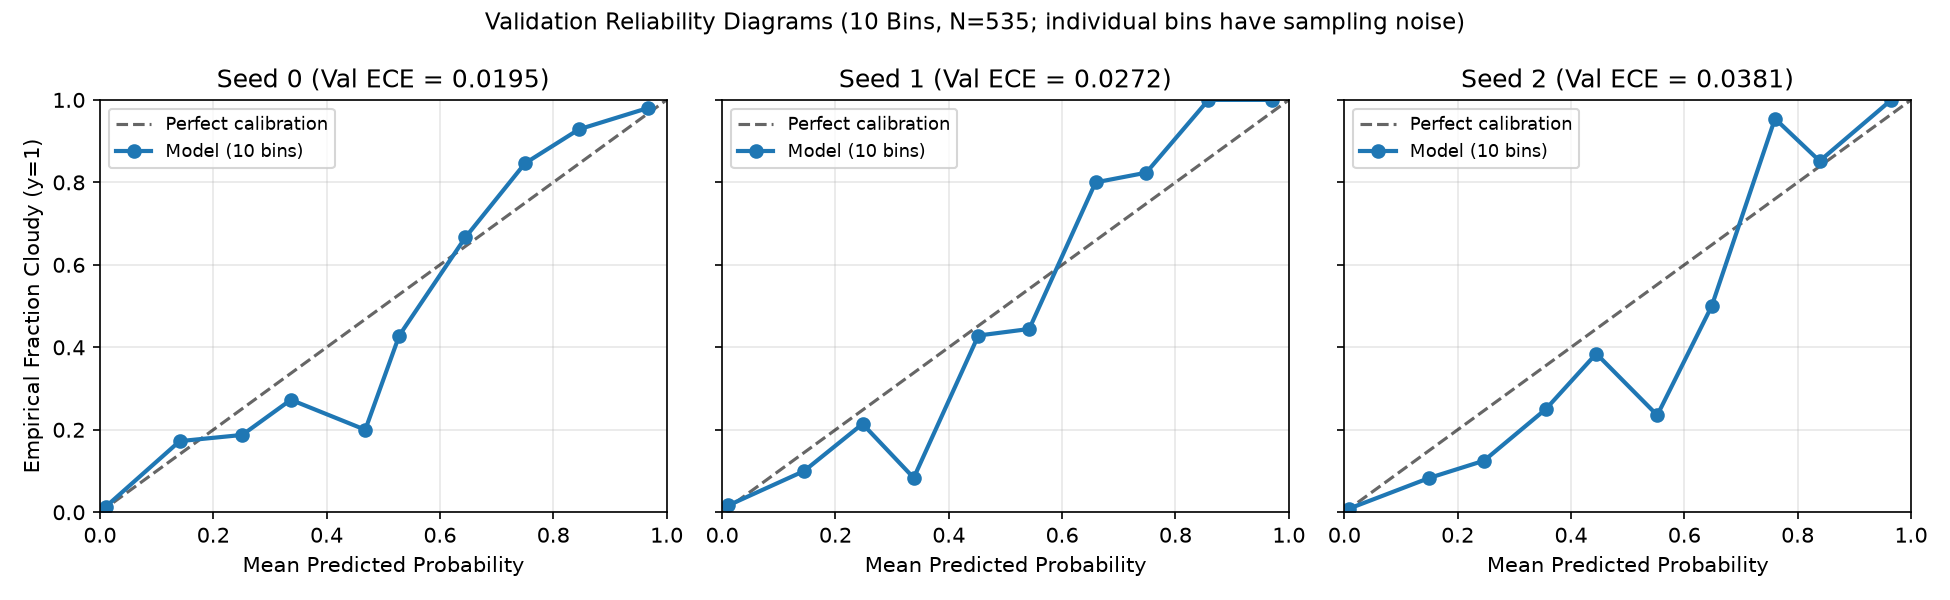 Validation Reliability Diagrams (10 Bins, N=535; individual bins have sampling noise)
Seed 0 (Val ECE = 0.0195)
Perfect calibration
Model (10 bins)
Empirical Fraction Cloudy (y=1)
1.0
0.8
0.6
0.4
0.2
0.0
0.0 0.2 0.4 0.6 0.8 1.0
Mean Predicted Probability
Seed 1 (Val ECE = 0.0272)
Perfect calibration
Model (10 bins)
0.0 0.2 0.4 0.6 0.8 1.0
Mean Predicted Probability
Seed 2 (Val ECE = 0.0381)
Perfect calibration
Model (10 bins)
0.0 0.2 0.4 0.6 0.8 1.0
Mean Predicted Probability